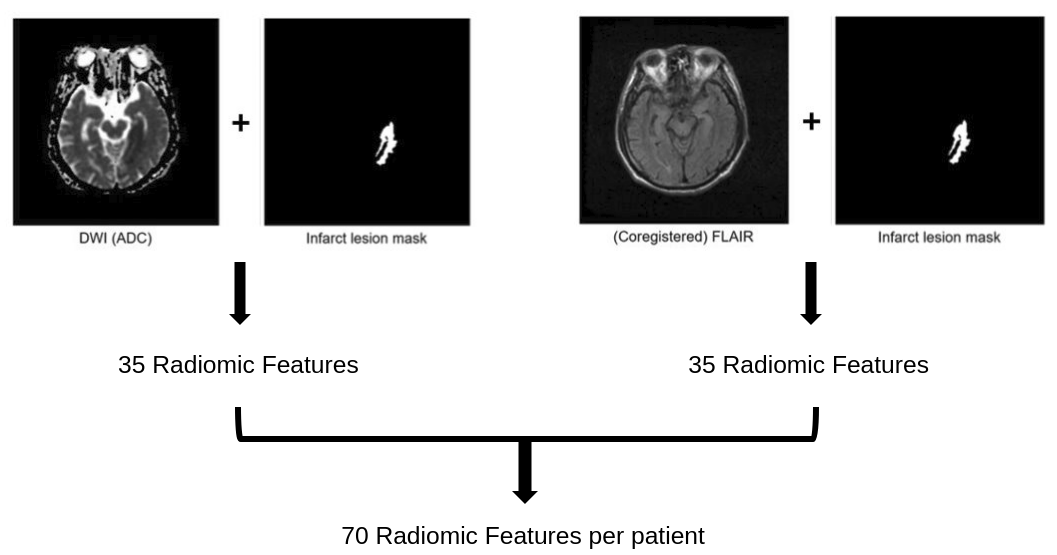 +
+
DWI (ADC)
Infarct lesion mask
(Coregistered) FLAIR
Infarct lesion mask
35 Radiomic Features
35 Radiomic Features
70 Radiomic Features per patient